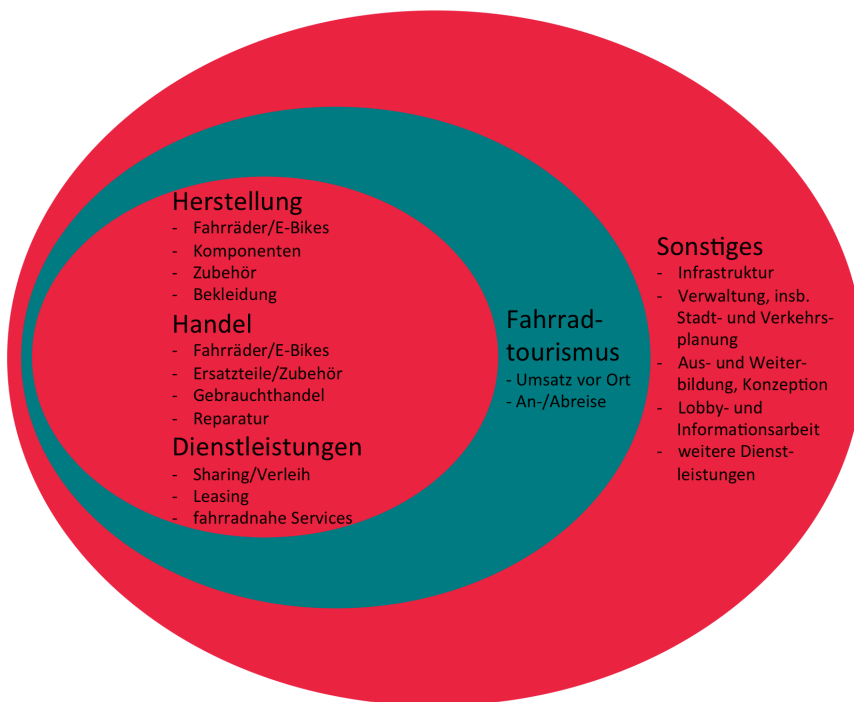 Herstellung
- Fahrräder/E-Bikes
- Komponenten
- Zubehör
- Bekleidung
Handel
- Fahrräder/E-Bikes
- Ersatzteile/Zubehör
- Gebrauchthandel
- Reparatur
Dienstleistungen
- Sharing/Verleih
- Leasing
- fahrradnahe Services
Fahrrad-
tourismus
- Umsatz vor Ort
- An-/Abreise
Sonstiges
- Infrastruktur
- Verwaltung, insb.
Stadt- und Verkehrs-
planung
- Aus- und Weiter-
bildung, Konzeption
- Lobby- und
Informationsarbeit
- weitere Dienst-
leistungen